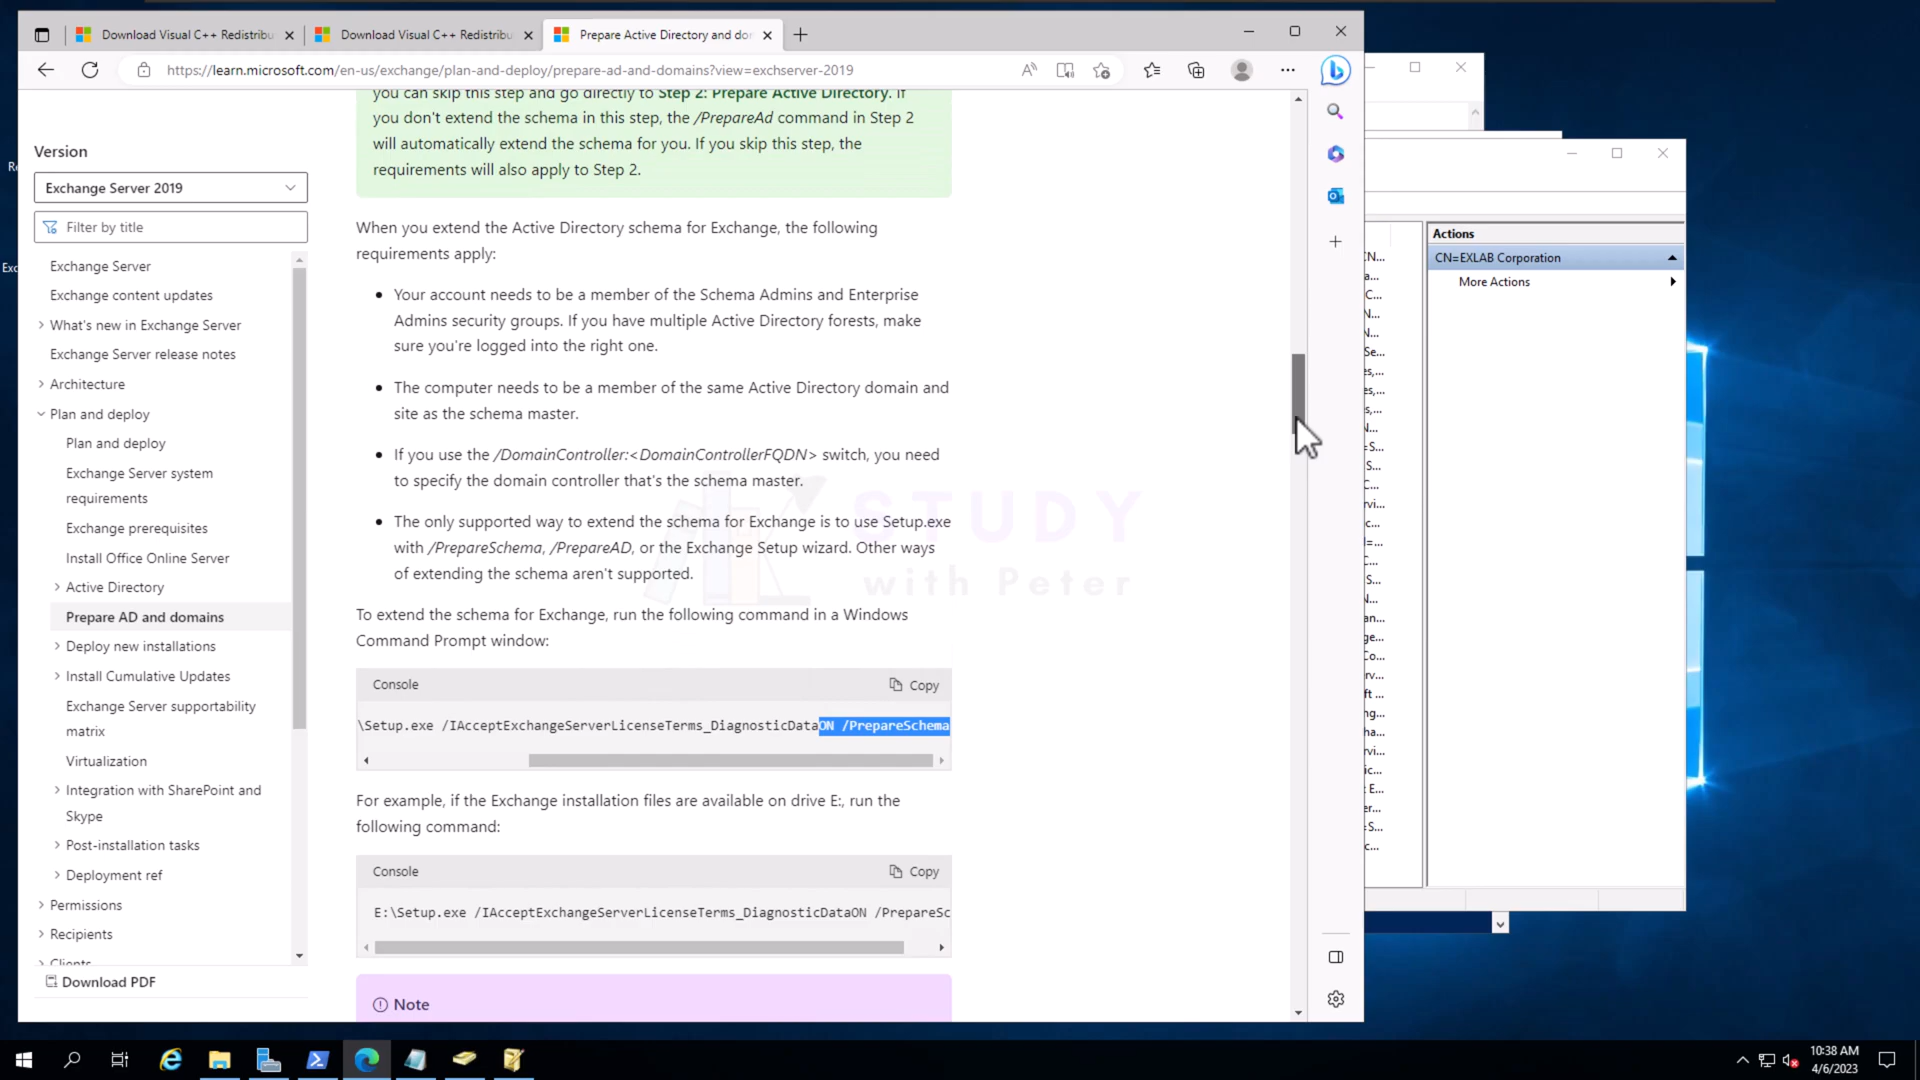 Download Visual C++ Redistribu
Download Visual C++ Redistribu
Prepare Active Directory and dor
https://learn.microsoft.com/en-us/exchange/plan-and-deploy/prepare-ad-and-domains?view=exchserver-2019
Version
Exchange Server 2019
Filter by title
Exchange Server
Exchange content updates
What's new in Exchange Server
Exchange Server release notes
Architecture
Plan and deploy
Plan and deploy
Exchange Server system
requirements
Exchange prerequisites
Install Office Online Server
Active Directory
Prepare AD and domains
Deploy new installations
Install Cumulative Updates
Exchange Server supportability
matrix
Virtualization
Integration with SharePoint and
Skype
Post-installation tasks
Deployment ref
Permissions
Recipients
Clients
Download PDF
you can skip this step and go directly to Step 2: Prepare Active Directory. If
you don't extend the schema in this step, the /PrepareAd command in Step 2
will automatically extend the schema for you. If you skip this step, the
requirements will also apply to Step 2.
When you extend the Active Directory schema for Exchange, the following
requirements apply:
• Your account needs to be a member of the Schema Admins and Enterprise
Admins security groups. If you have multiple Active Directory forests, make
sure you're logged into the right one.
• The computer needs to be a member of the same Active Directory domain and
site as the schema master.
• If you use the /DomainController:<DomainControllerFQDN> switch, you need
to specify the domain controller that's the schema master.
• The only supported way to extend the schema for Exchange is to use Setup.exe
with /PrepareSchema, /PrepareAD, or the Exchange Setup wizard. Other ways
of extending the schema aren't supported.
To extend the schema for Exchange, run the following command in a Windows
Command Prompt window:
Console Copy
\Setup.exe /IAcceptExchangeServerLicenseTerms_DiagnosticDataON /PrepareSchema
For example, if the Exchange installation files are available on drive E:, run the
following command:
Console Copy
E:\Setup.exe /IAcceptExchangeServerLicenseTerms_DiagnosticDataON /PrepareSc
Note
STUDY
with Peter
Actions
CN=EXLAB Corporation
More Actions
10:38 AM
4/6/2023